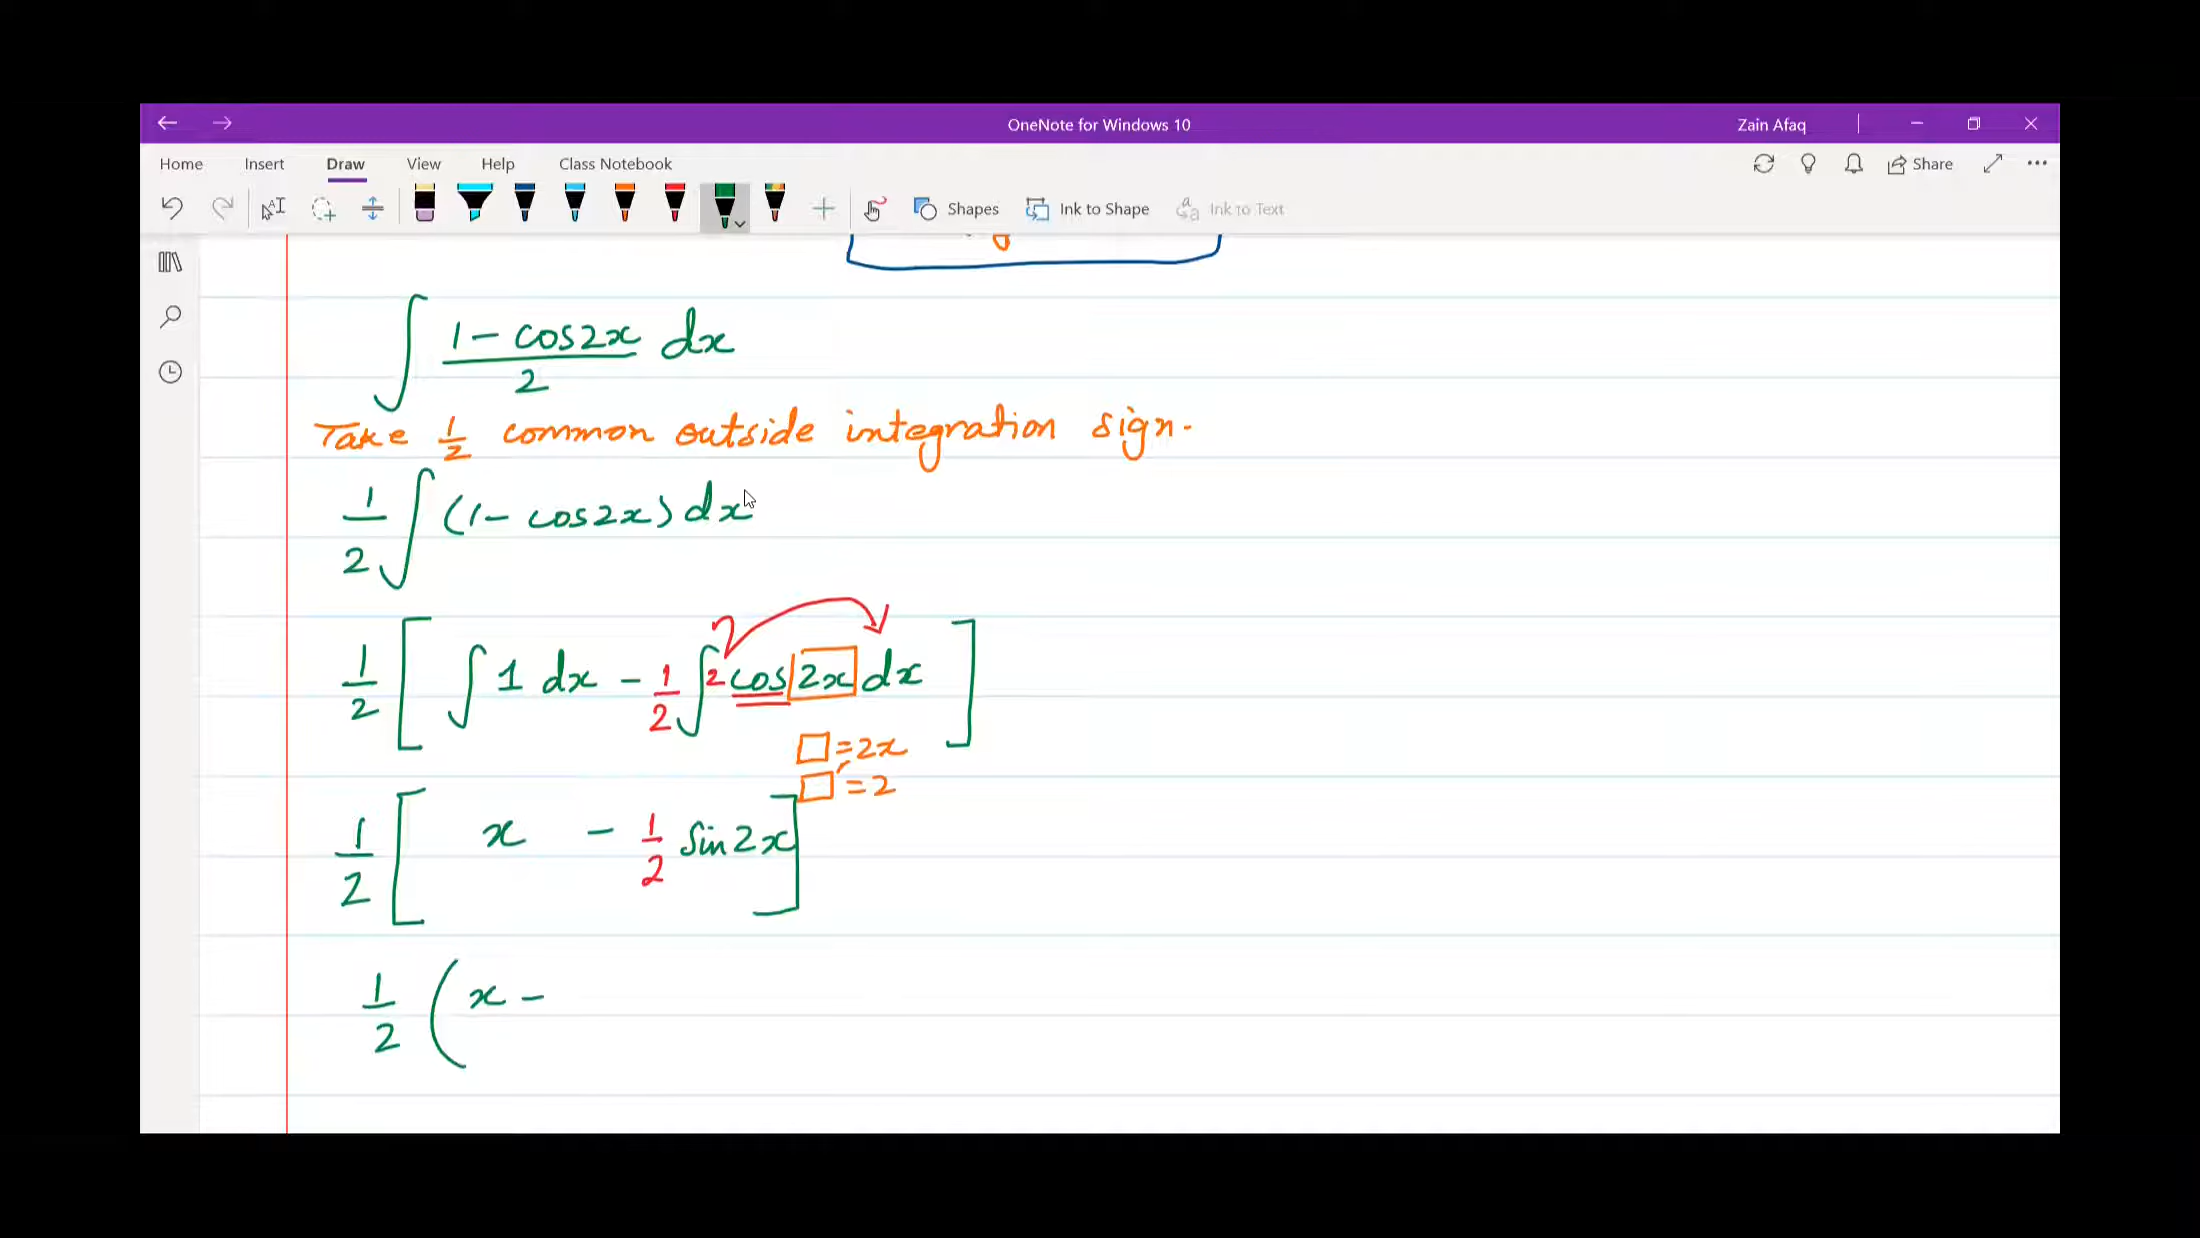 OneNote for Windows 10
Zain Afaq
Home Insert Draw View Help Class Notebook Share
Shapes Ink to Shape Ink to Text
∫ (1 - cos2x)/2 dx
Take 1/2 common outside integration sign.
1/2 ∫ (1 - cos2x) dx
1/2 [ ∫ 1 dx - 1/2 ∫ 2 cos 2x dx ]
□ = 2x
□' = 2
1/2 [ x - 1/2 sin 2x ]
1/2 ( x -